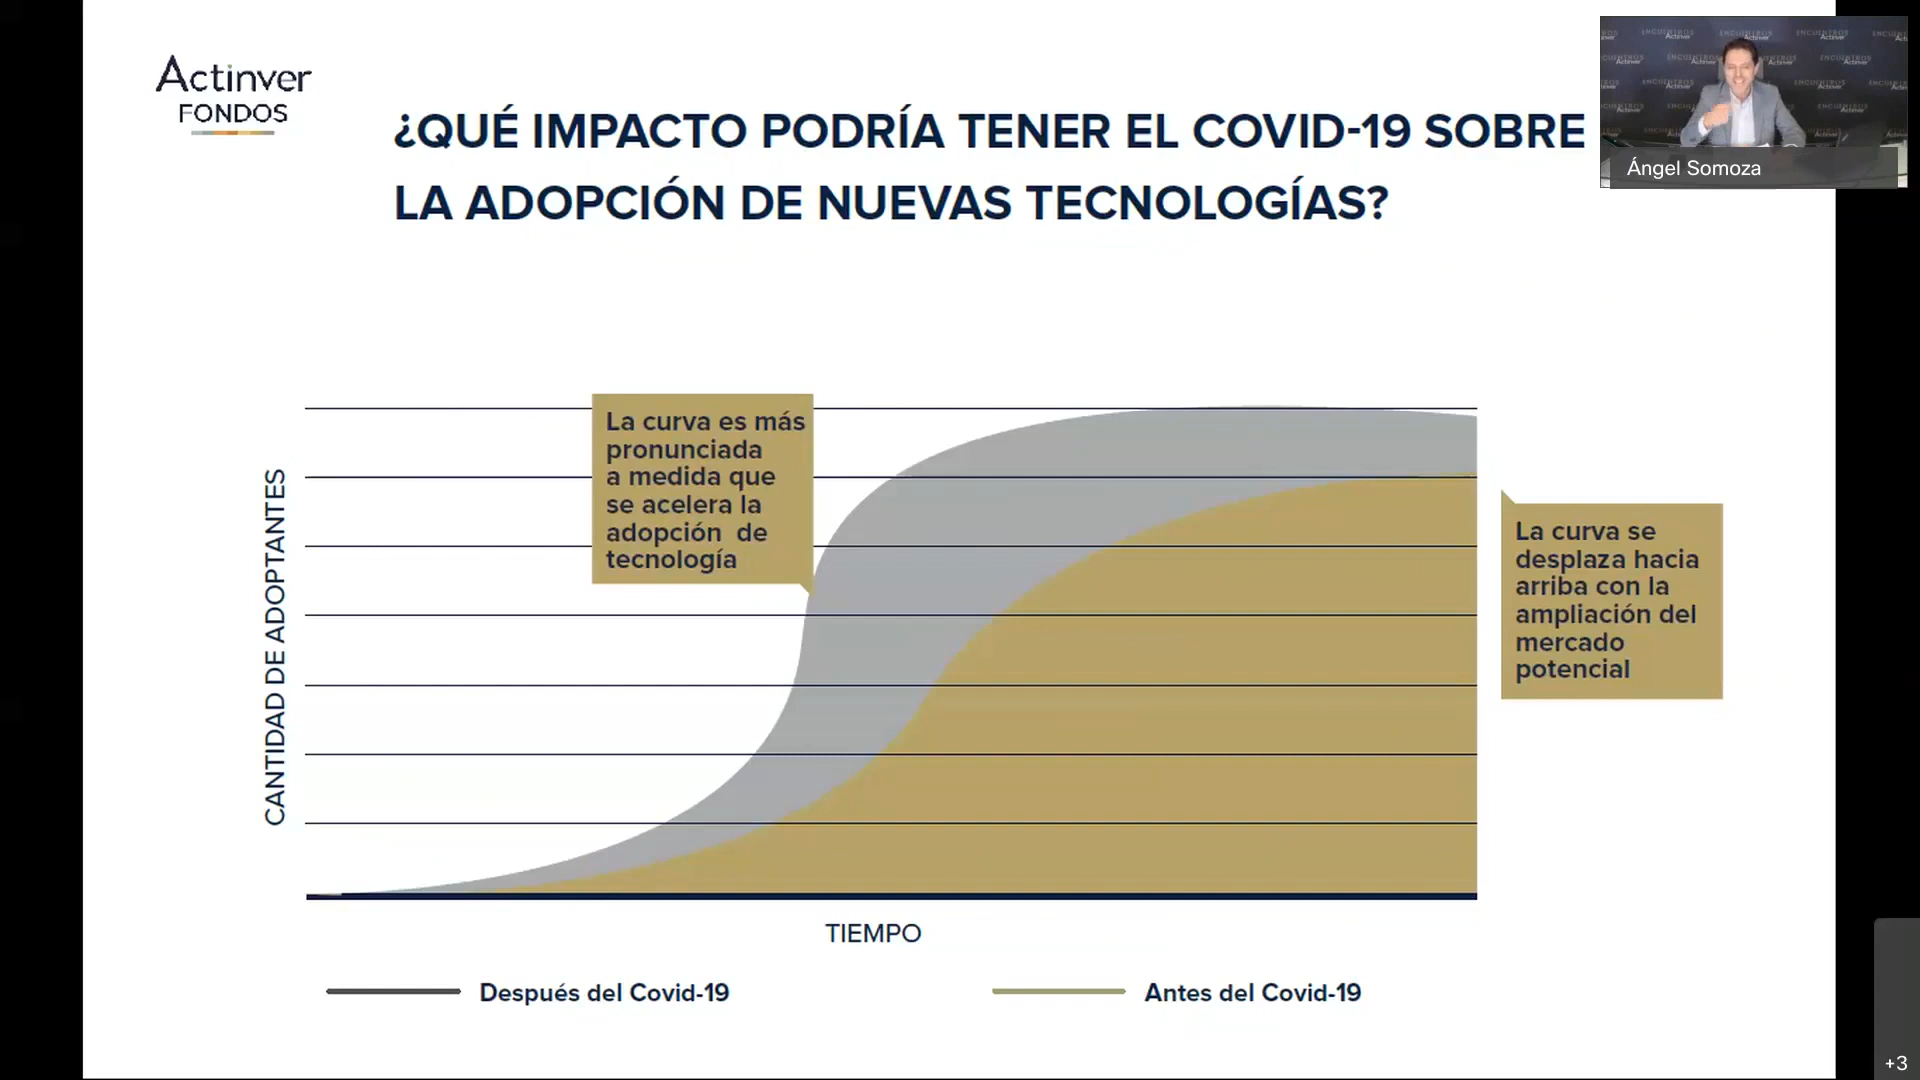 Actinver
FONDOS
¿QUÉ IMPACTO PODRÍA TENER EL COVID-19 SOBRE
LA ADOPCIÓN DE NUEVAS TECNOLOGÍAS?
Ángel Somoza
La curva es más
pronunciada
a medida que
se acelera la
adopción de
tecnología
La curva se
desplaza hacia
arriba con la
ampliación del
mercado
potencial
CANTIDAD DE ADOPTANTES
TIEMPO
Después del Covid-19
Antes del Covid-19
+3